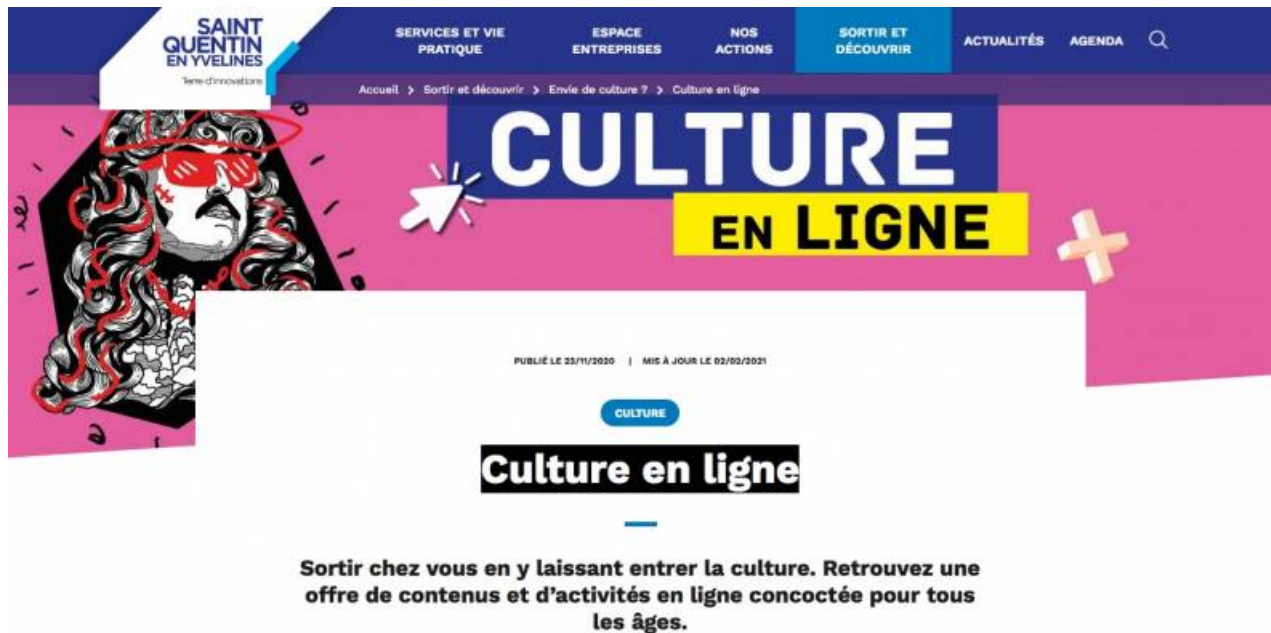 SAINT
QUENTIN
EN YVELINES
Terre d'innovations
SERVICES ET VIE
PRATIQUE
ESPACE
ENTREPRISES
NOS
ACTIONS
SORTIR ET
DÉCOUVRIR
ACTUALITÉS
AGENDA
Accueil > Sortir et découvrir > Envie de culture ? > Culture en ligne
CULTURE
EN LIGNE
PUBLIÉ LE 23/11/2020 | MIS À JOUR LE 02/02/2021
CULTURE
Culture en ligne
Sortir chez vous en y laissant entrer la culture. Retrouvez une
offre de contenus et d'activités en ligne concoctée pour tous
les âges.